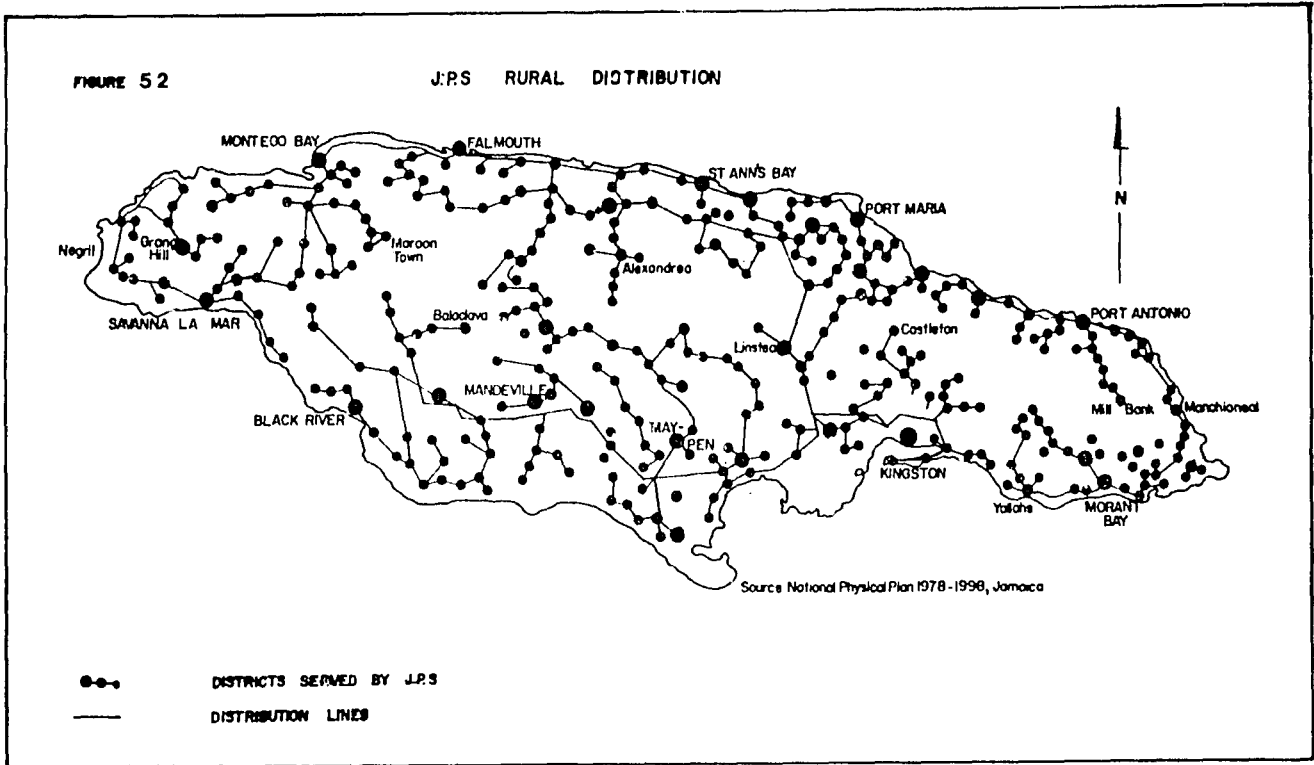 FIGURE 52
J.P.S RURAL DISTRIBUTION
MONTEGO BAY
FALMOUTH
ST ANN'S BAY
PORT MARIA
N
Negril
Grang Hill
Maroon Town
Alexandrea
SAVANNA LA MAR
Balaclava
Linstead
Castleton
PORT ANTONIO
MANDEVILLE
BLACK RIVER
MAY-
PEN
Mill Bank
Manchioneal
KINGSTON
Yallahs
MORANT
BAY
Source National Physical Plan 1978-1998, Jamaica
DISTRICTS SERVED BY J.P.S
DISTRIBUTION LINES